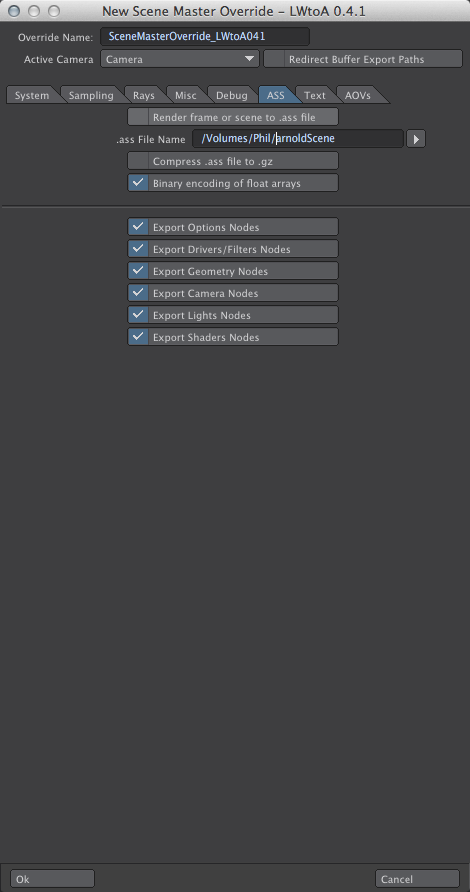 New Scene Master Override – LWtoA 0.4.1
Override Name: SceneMasterOverride_LWtoA041
Active Camera Camera Redirect Buffer Export Paths
System Sampling Rays Misc Debug ASS Text AOVs
Render frame or scene to .ass file
.ass File Name /Volumes/Phil/arnoldScene
Compress .ass file to .gz
Binary encoding of float arrays
Export Options Nodes
Export Drivers/Filters Nodes
Export Geometry Nodes
Export Camera Nodes
Export Lights Nodes
Export Shaders Nodes
Ok Cancel